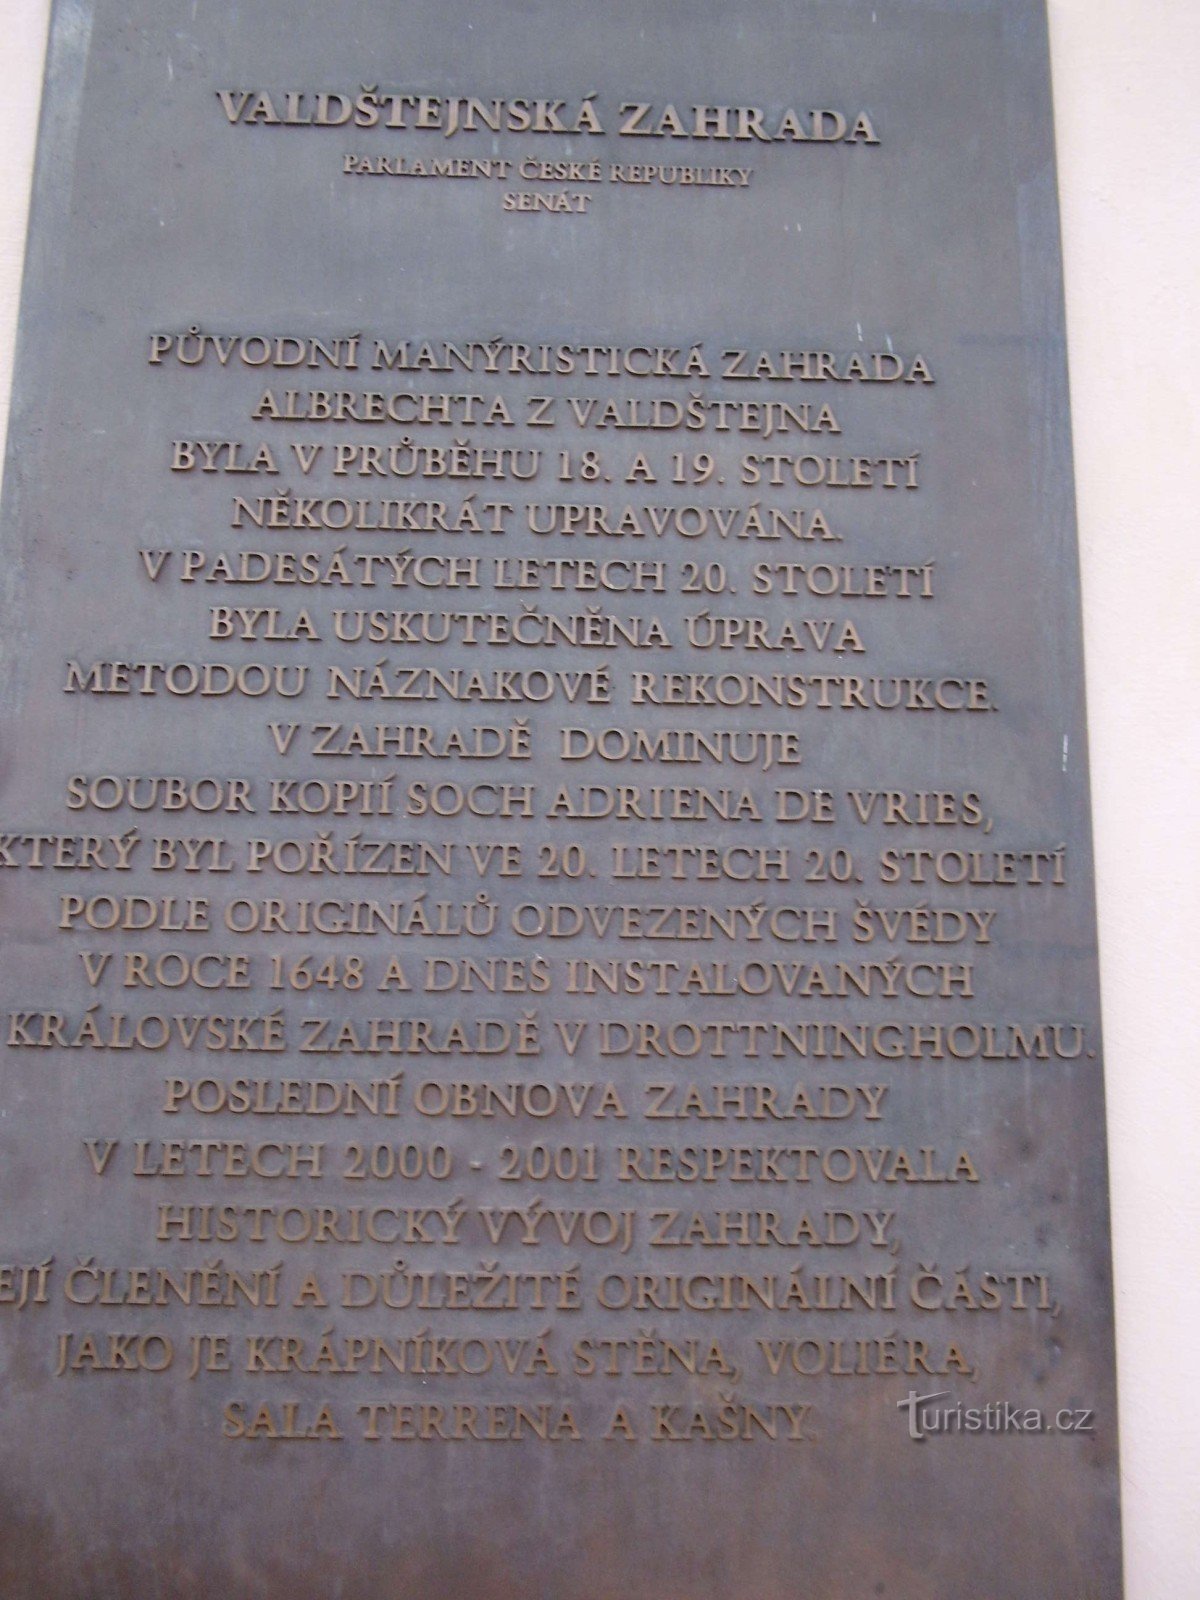 VALDŠTEJNSKÁ ZAHRADA
PARLAMENT ČESKÉ REPUBLIKY
SENÁT
PŮVODNÍ MANÝRISTICKÁ ZAHRADA
ALBRECHTA Z VALDŠTEJNA
BYLA V PRŮBĚHU 18. A 19. STOLETÍ
NĚKOLIKRÁT UPRAVOVÁNA.
V PADESÁTÝCH LETECH 20. STOLETÍ
BYLA USKUTEČNĚNA ÚPRAVA
METODOU NÁZNAKOVÉ REKONSTRUKCE.
V ZAHRADĚ DOMINUJE
SOUBOR KOPIÍ SOCH ADRIENA DE VRIES,
KTERÝ BYL POŘÍZEN VE 20. LETECH 20. STOLETÍ
PODLE ORIGINÁLŮ ODVEZENÝCH ŠVÉDY
V ROCE 1648 A DNES INSTALOVANÝCH
KRÁLOVSKÉ ZAHRADĚ V DROTTNINGHOLMU.
POSLEDNÍ OBNOVA ZAHRADY
V LETECH 2000 - 2001 RESPEKTOVALA
HISTORICKÝ VÝVOJ ZAHRADY,
EJÍ ČLENĚNÍ A DŮLEŽITÉ ORIGINÁLNÍ ČÁSTI,
JAKO JE KRÁPNÍKOVÁ STĚNA, VOLIÉRA,
SALA TERRENA A KAŠNY.
Turistika.cz